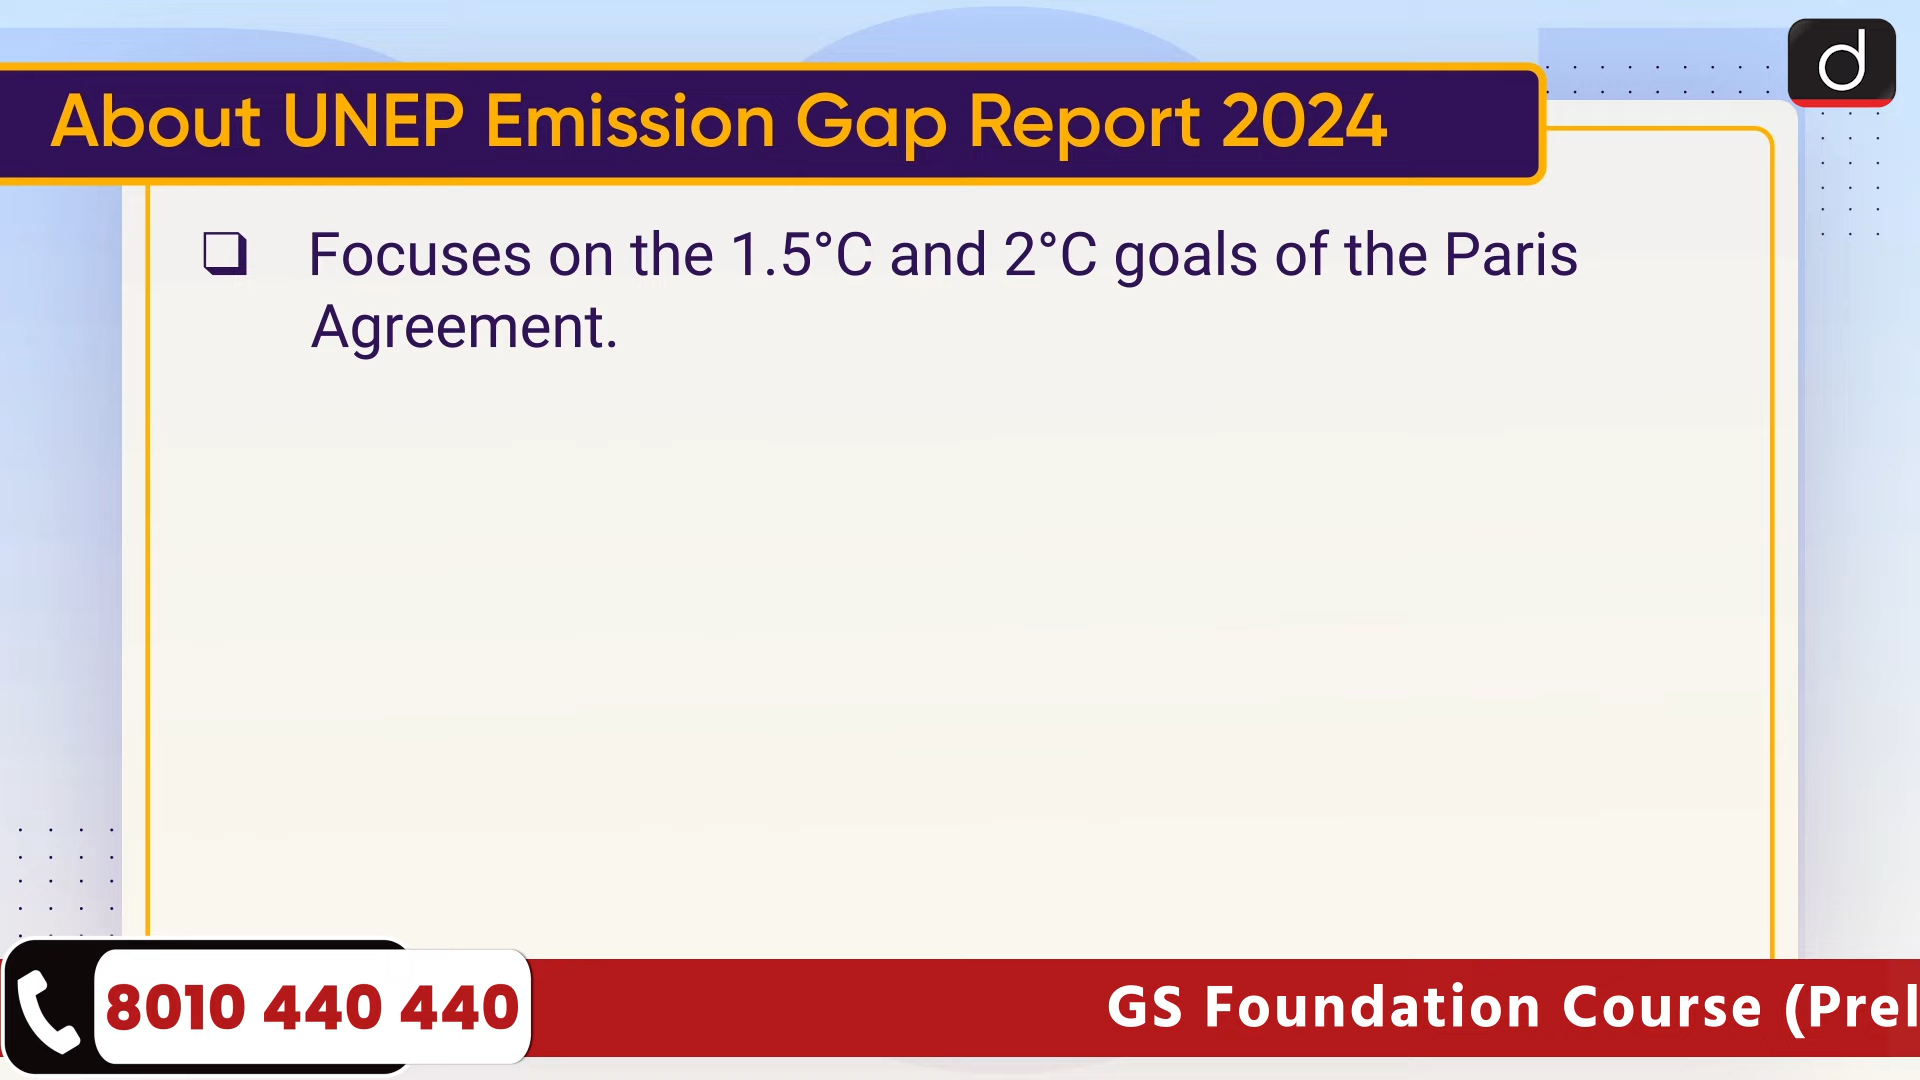 About UNEP Emission Gap Report 2024
❑ Focuses on the 1.5°C and 2°C goals of the Paris
Agreement.
8010 440 440
GS Foundation Course (Prel